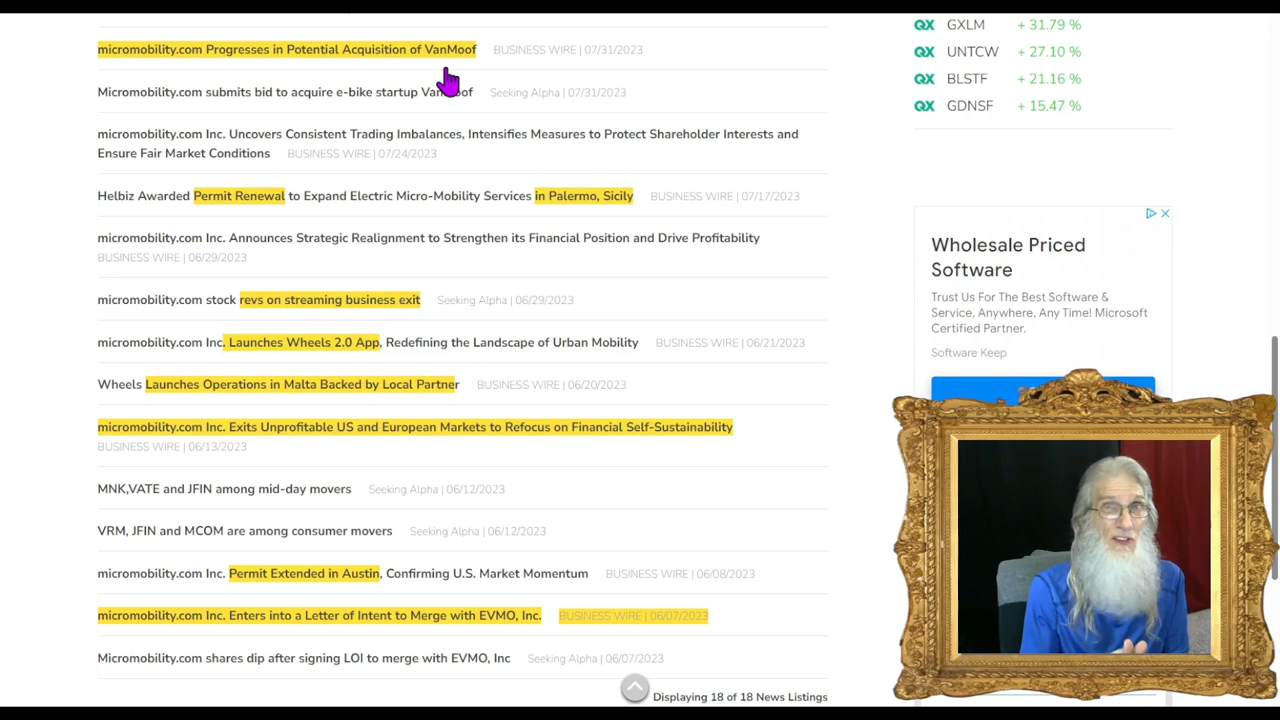 micromobility.com Progresses in Potential Acquisition of VanMoof BUSINESS WIRE | 07/31/2023
Micromobility.com submits bid to acquire e-bike startup VanMoof Seeking Alpha | 07/31/2023
micromobility.com Inc. Uncovers Consistent Trading Imbalances, Intensifies Measures to Protect Shareholder Interests and
Ensure Fair Market Conditions BUSINESS WIRE | 07/24/2023
Helbiz Awarded Permit Renewal to Expand Electric Micro-Mobility Services in Palermo, Sicily BUSINESS WIRE | 07/17/2023
micromobility.com Inc. Announces Strategic Realignment to Strengthen its Financial Position and Drive Profitability
BUSINESS WIRE | 06/29/2023
micromobility.com stock revs on streaming business exit Seeking Alpha | 06/29/2023
micromobility.com Inc. Launches Wheels 2.0 App, Redefining the Landscape of Urban Mobility BUSINESS WIRE | 06/21/2023
Wheels Launches Operations in Malta Backed by Local Partner BUSINESS WIRE | 06/20/2023
micromobility.com Inc. Exits Unprofitable US and European Markets to Refocus on Financial Self-Sustainability
BUSINESS WIRE | 06/13/2023
MNK,VATE and JFIN among mid-day movers Seeking Alpha | 06/12/2023
VRM, JFIN and MCOM are among consumer movers Seeking Alpha | 06/12/2023
micromobility.com Inc. Permit Extended in Austin, Confirming U.S. Market Momentum BUSINESS WIRE | 06/08/2023
micromobility.com Inc. Enters into a Letter of Intent to Merge with EVMO, Inc. BUSINESS WIRE | 06/07/2023
Micromobility.com shares dip after signing LOI to merge with EVMO, Inc Seeking Alpha | 06/07/2023
Displaying 18 of 18 News Listings
QX GXLM + 31.79 %
QX UNTCW + 27.10 %
QX BLSTF + 21.16 %
QX GDNSF + 15.47 %
Wholesale Priced
Software
Trust Us For The Best Software &
Service, Anywhere, Any Time! Microsoft
Certified Partner.
Software Keep